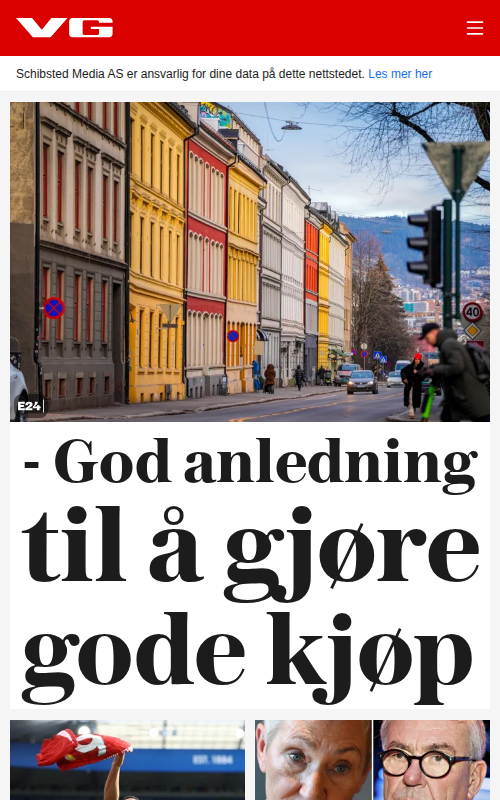 VG
Schibsted Media AS er ansvarlig for dine data på dette nettstedet. Les mer her
40
E24
- God anledning
til å gjøre
gode kjøp
EST. 1884